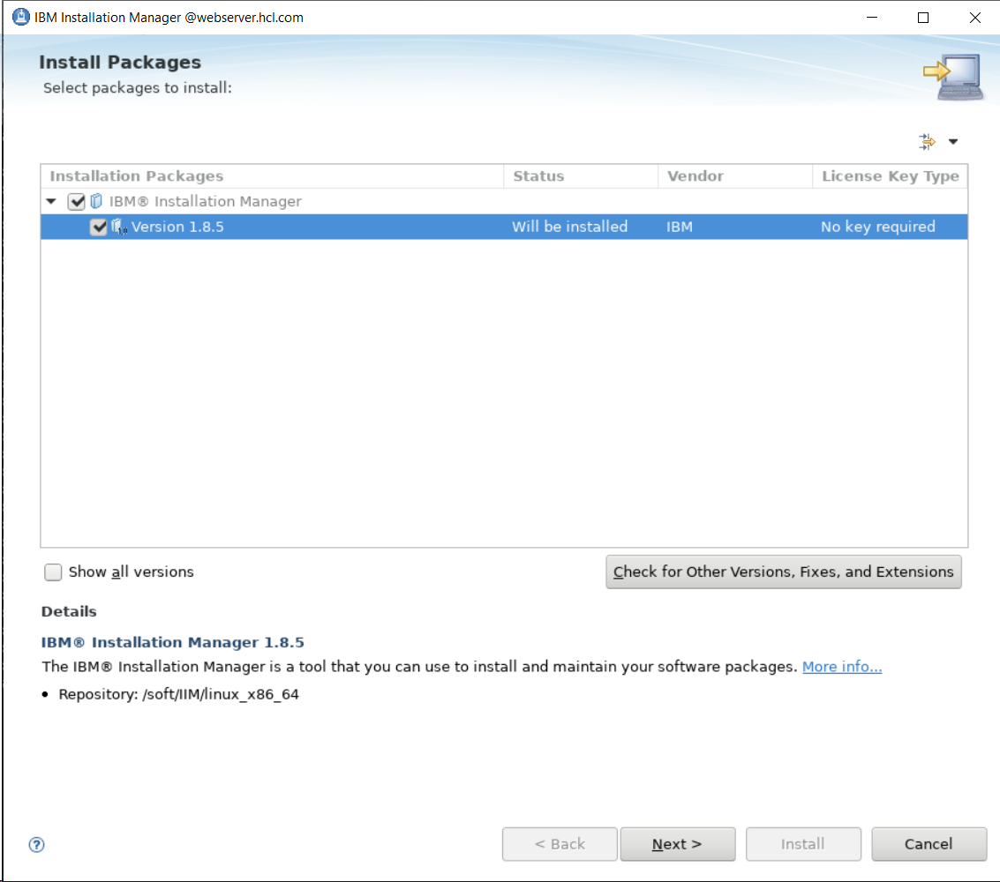 IBM Installation Manager @webserver.hcl.com
Install Packages
Select packages to install:
Installation Packages Status Vendor License Key Type
IBM® Installation Manager
Version 1.8.5 Will be installed IBM No key required
Show all versions Check for Other Versions, Fixes, and Extensions
Details
IBM® Installation Manager 1.8.5
The IBM® Installation Manager is a tool that you can use to install and maintain your software packages. More info...
• Repository: /soft/IIM/linux_x86_64
? < Back Next > Install Cancel